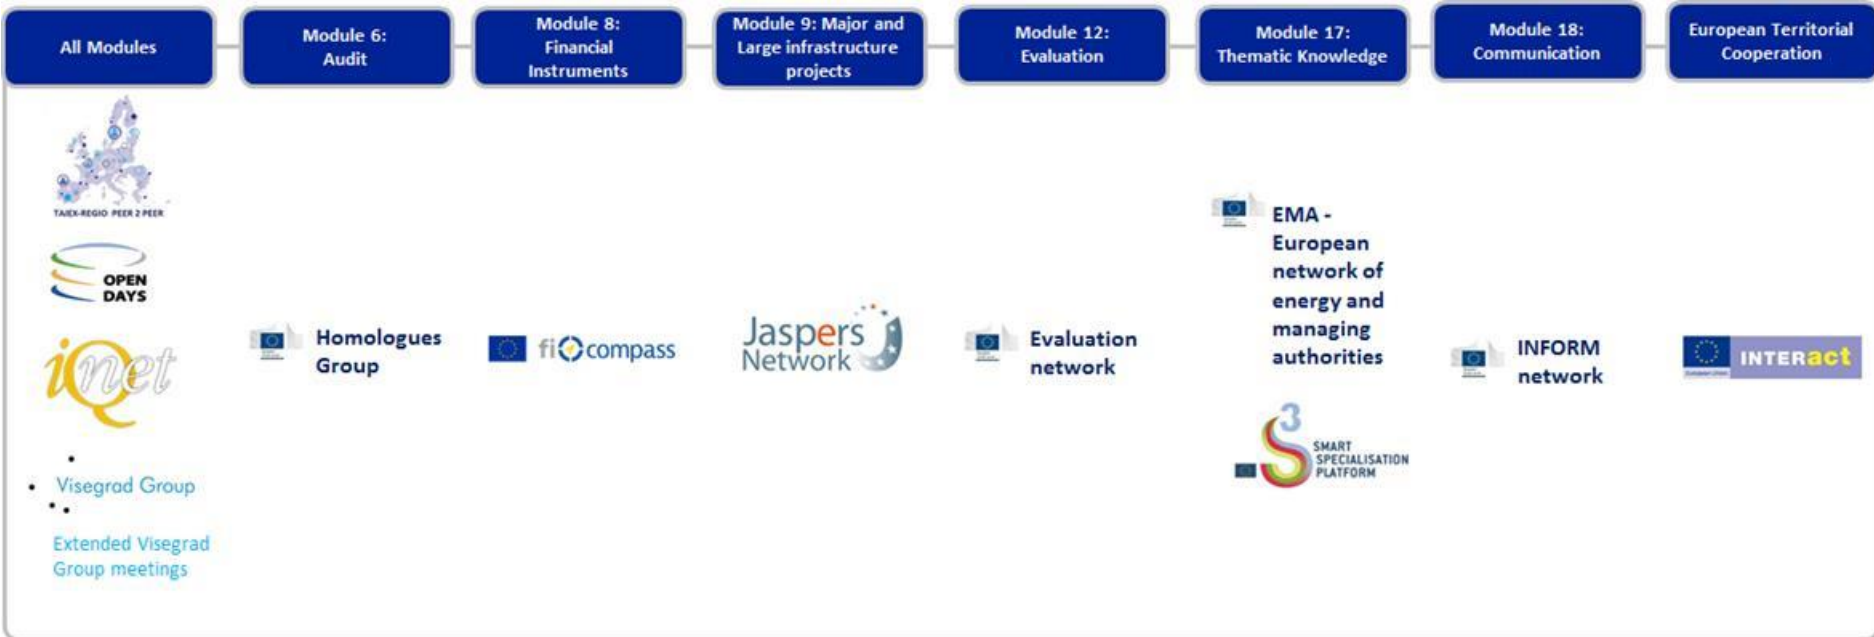 All Modules
Module 6:
Audit
Module 8:
Financial
Instruments
Module 9: Major and
Large infrastructure
projects
Module 12:
Evaluation
Module 17:
Thematic Knowledge
Module 18:
Communication
European Territorial
Cooperation
TAIEX-REGIO PEER 2 PEER
OPEN
DAYS
iQnet
Visegrad Group
Extended Visegrad
Group meetings
Homologues
Group
fi compass
Jaspers
Network
Evaluation
network
EMA -
European
network of
energy and
managing
authorities
S3
SMART
SPECIALISATION
PLATFORM
INFORM
network
INTERact